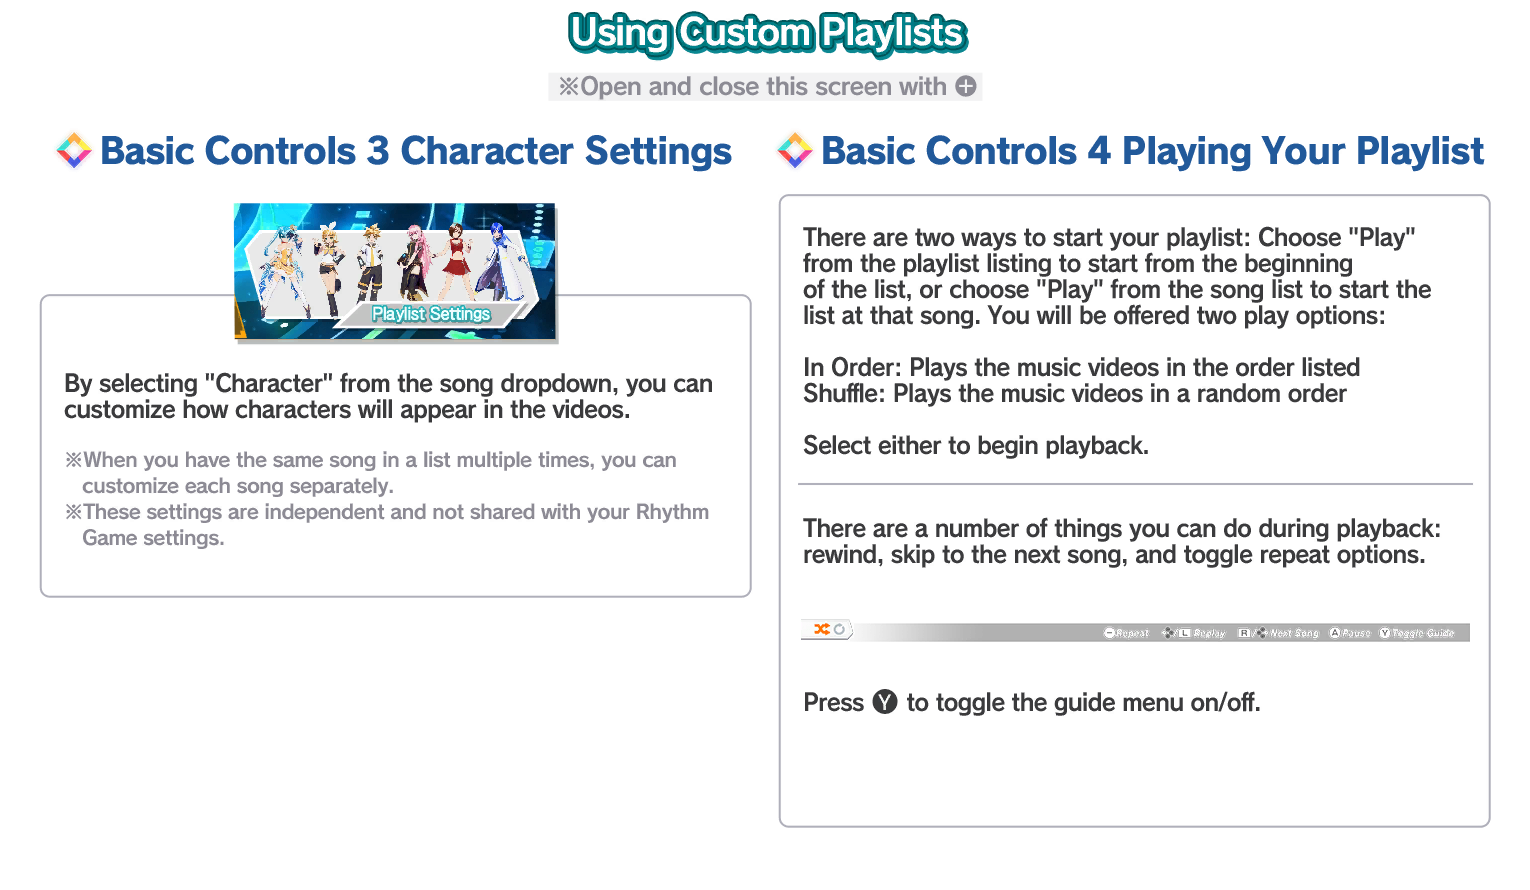 Using Custom Playlists
※Open and close this screen with
Basic Controls 3 Character Settings
Playlist Settings
By selecting "Character" from the song dropdown, you can
customize how characters will appear in the videos.
※When you have the same song in a list multiple times, you can
customize each song separately.
※These settings are independent and not shared with your Rhythm
Game settings.
Basic Controls 4 Playing Your Playlist
There are two ways to start your playlist: Choose "Play"
from the playlist listing to start from the beginning
of the list, or choose "Play" from the song list to start the
list at that song. You will be offered two play options:
In Order: Plays the music videos in the order listed
Shuffle: Plays the music videos in a random order
Select either to begin playback.
There are a number of things you can do during playback:
rewind, skip to the next song, and toggle repeat options.
Repeat /L Replay R/ Next Song A Pause Y Toggle Guide
Press Y to toggle the guide menu on/off.